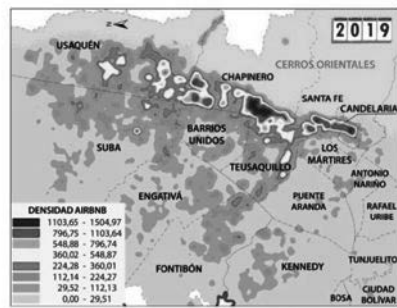 2019
N
USAQUÉN
CHAPINERO
CERROS ORIENTALES
SANTA FE
CANDELARIA
BARRIOS
UNIDOS
SUBA
LOS
MÁRTIRES
TEUSAQUILLO
ANTONIO
NARIÑO
ENGATIVÁ
PUENTE
ARANDA
RAFAEL
URIBE
DENSIDAD AIRBNB
1103,65 - 1504,97
796,75 - 1103,64
548,88 - 796,74
360,02 - 548,87
224,28 - 360,01
112,14 - 224,27
29,52 - 112,13
0,00 - 29,51
FONTIBÓN
KENNEDY
TUNJUELITO
BOSA
CIUDAD
BOLÍVAR